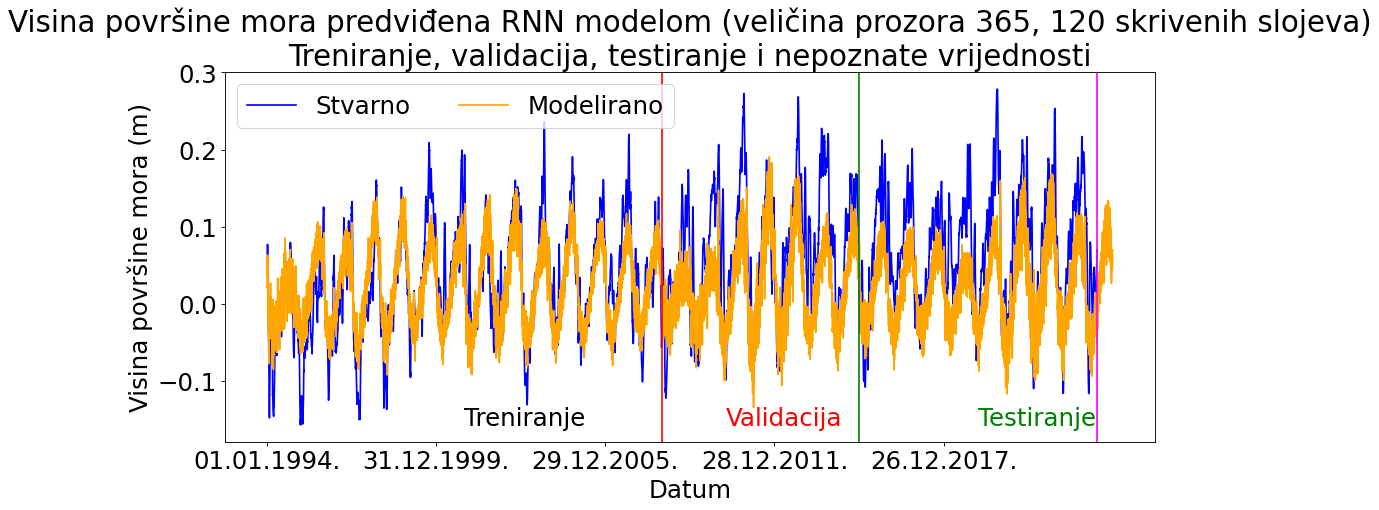 Visina površine mora predviđena RNN modelom (veličina prozora 365, 120 skrivenih slojeva)
Treniranje, validacija, testiranje i nepoznate vrijednosti
Stvarno
Modelirano
Visina površine mora (m)
0.3
0.2
0.1
0.0
−0.1
Treniranje
Validacija
Testiranje
01.01.1994.
31.12.1999.
29.12.2005.
28.12.2011.
26.12.2017.
Datum